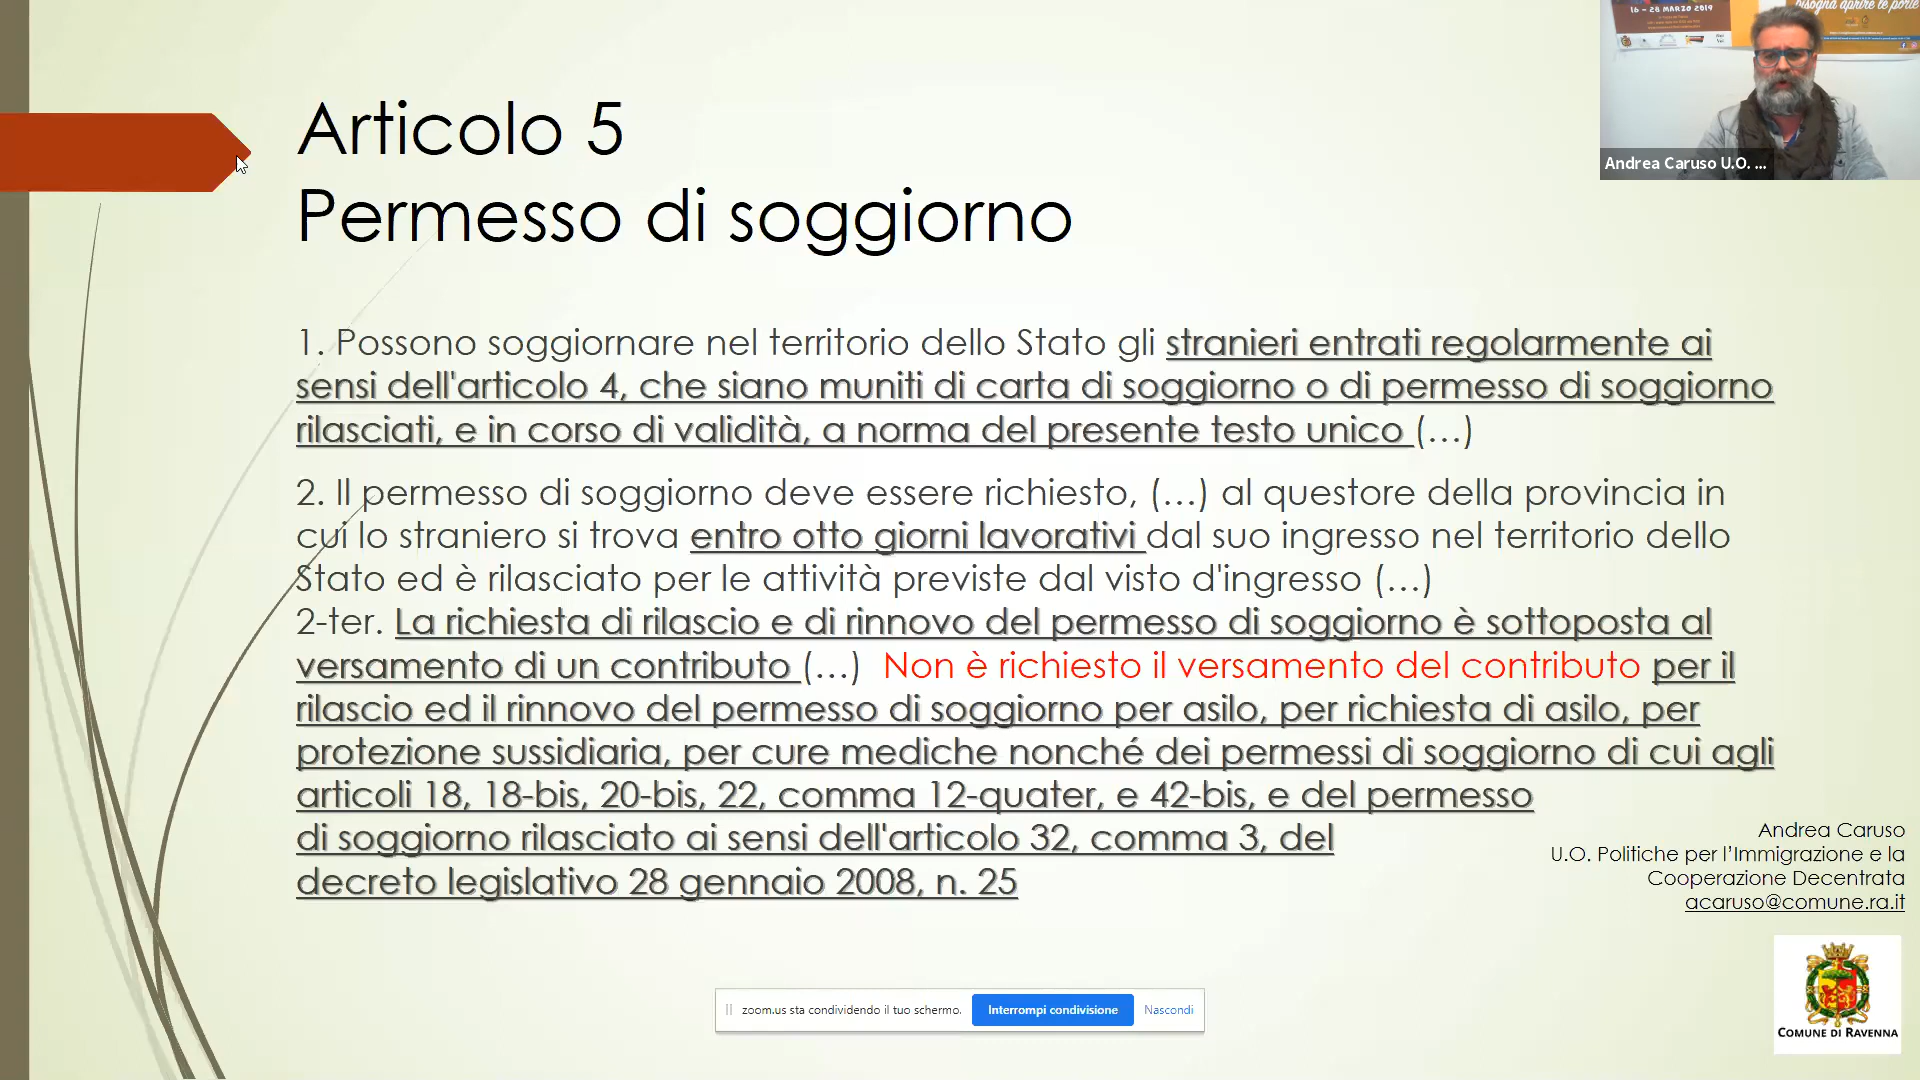 16 - 28 MARZO 2019
bisogna aprire le porte
Andrea Caruso U.O. ...
Articolo 5
Permesso di soggiorno
1. Possono soggiornare nel territorio dello Stato gli stranieri entrati regolarmente ai
sensi dell'articolo 4, che siano muniti di carta di soggiorno o di permesso di soggiorno
rilasciati, e in corso di validità, a norma del presente testo unico (…)
2. Il permesso di soggiorno deve essere richiesto, (…) al questore della provincia in
cui lo straniero si trova entro otto giorni lavorativi dal suo ingresso nel territorio dello
Stato ed è rilasciato per le attività previste dal visto d'ingresso (…)
2-ter. La richiesta di rilascio e di rinnovo del permesso di soggiorno è sottoposta al
versamento di un contributo (…) Non è richiesto il versamento del contributo per il
rilascio ed il rinnovo del permesso di soggiorno per asilo, per richiesta di asilo, per
protezione sussidiaria, per cure mediche nonché dei permessi di soggiorno di cui agli
articoli 18, 18-bis, 20-bis, 22, comma 12-quater, e 42-bis, e del permesso
di soggiorno rilasciato ai sensi dell'articolo 32, comma 3, del
decreto legislativo 28 gennaio 2008, n. 25
Andrea Caruso
U.O. Politiche per l’Immigrazione e la
Cooperazione Decentrata
acaruso@comune.ra.it
COMUNE DI RAVENNA
zoom.us sta condividendo il tuo schermo.
Interrompi condivisione
Nascondi